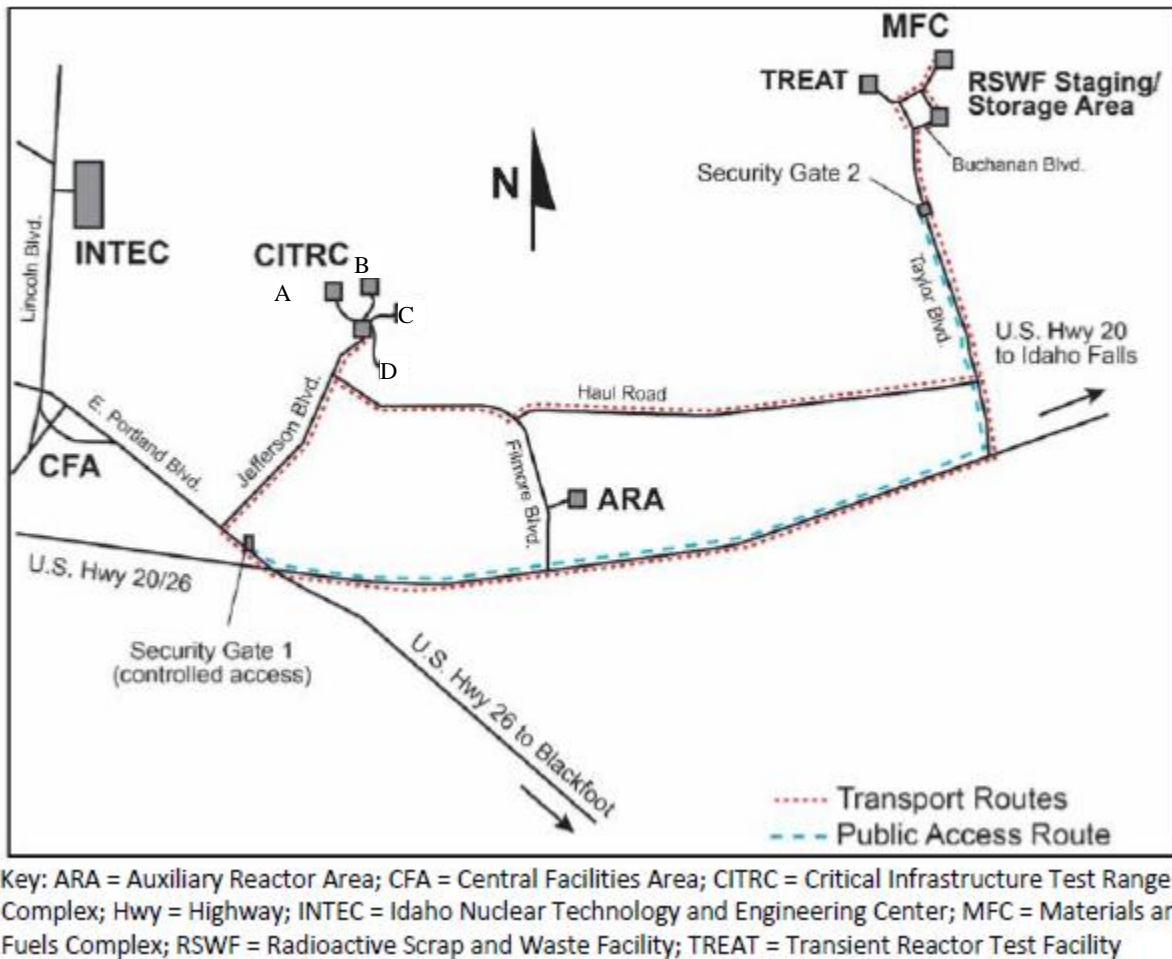 MFC
TREAT
RSWF Staging/
Storage Area
Buchanan Blvd.
Security Gate 2
N
Lincoln Blvd.
INTEC
CITRC
A
B
C
D
Taylor Blvd.
U.S. Hwy 20
to Idaho Falls
Haul Road
Jefferson Blvd.
E. Portland Blvd.
CFA
Filmore Blvd.
ARA
U.S. Hwy 20/26
Security Gate 1
(controlled access)
U.S. Hwy 26 to Blackfoot
Transport Routes
Public Access Route
Key: ARA = Auxiliary Reactor Area; CFA = Central Facilities Area; CITRC = Critical Infrastructure Test Range
Complex; Hwy = Highway; INTEC = Idaho Nuclear Technology and Engineering Center; MFC = Materials an
Fuels Complex; RSWF = Radioactive Scrap and Waste Facility; TREAT = Transient Reactor Test Facility